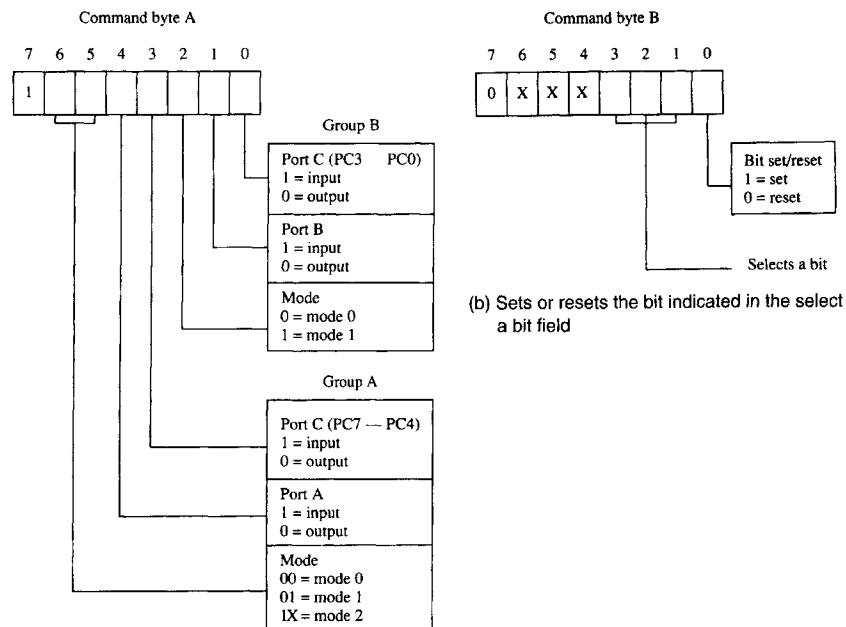 Command byte A
7 6 5 4 3 2 1 0
1
Group B
Port C (PC3 PC0)
1 = input
0 = output
Port B
1 = input
0 = output
Mode
0 = mode 0
1 = mode 1
Group A
Port C (PC7 — PC4)
1 = input
0 = output
Port A
1 = input
0 = output
Mode
00 = mode 0
01 = mode 1
1X = mode 2
Command byte B
7 6 5 4 3 2 1 0
0 X X X
Bit set/reset
1 = set
0 = reset
Selects a bit
(b) Sets or resets the bit indicated in the select
a bit field